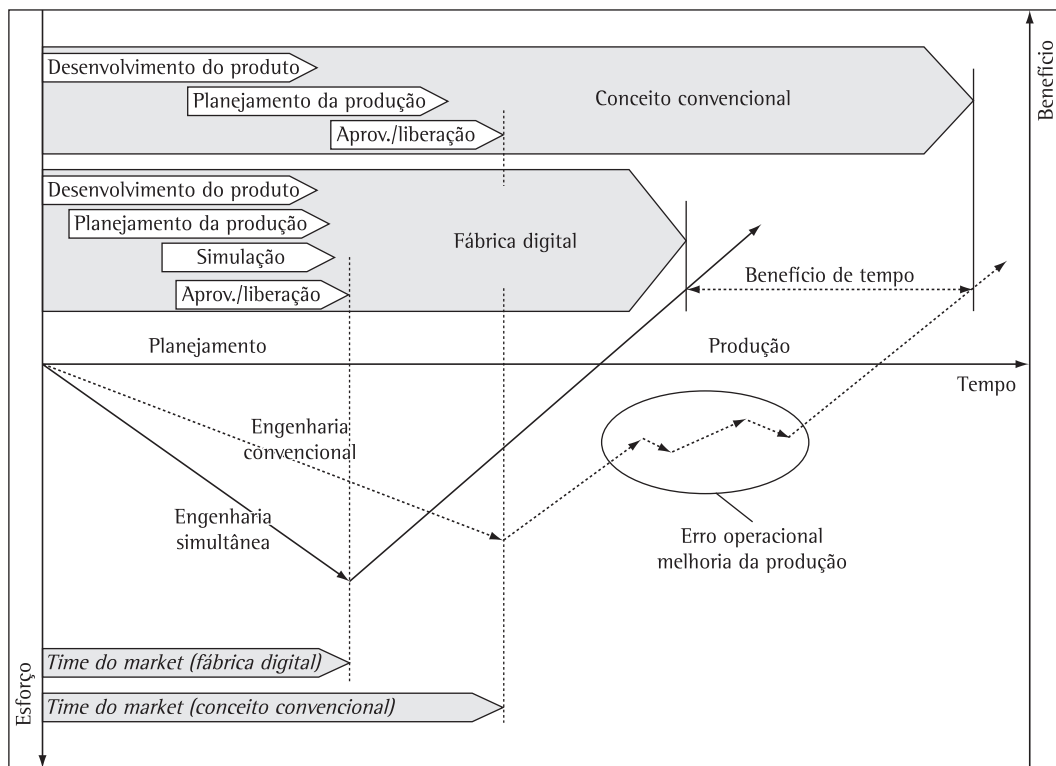 Benefício
Desenvolvimento do produto
Planejamento da produção
Conceito convencional
Aprov./liberação
Desenvolvimento do produto
Planejamento da produção
Simulação
Fábrica digital
Aprov./liberação
Benefício de tempo
Planejamento
Produção
Tempo
Engenharia
convencional
Engenharia
simultânea
Erro operacional
melhoria da produção
Time do market (fábrica digital)
Time do market (conceito convencional)
Esforço